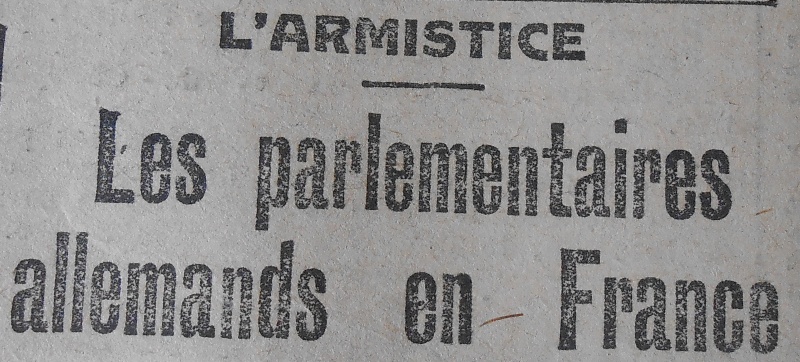 L'ARMISTICE
Les parlementaires
allemands en France